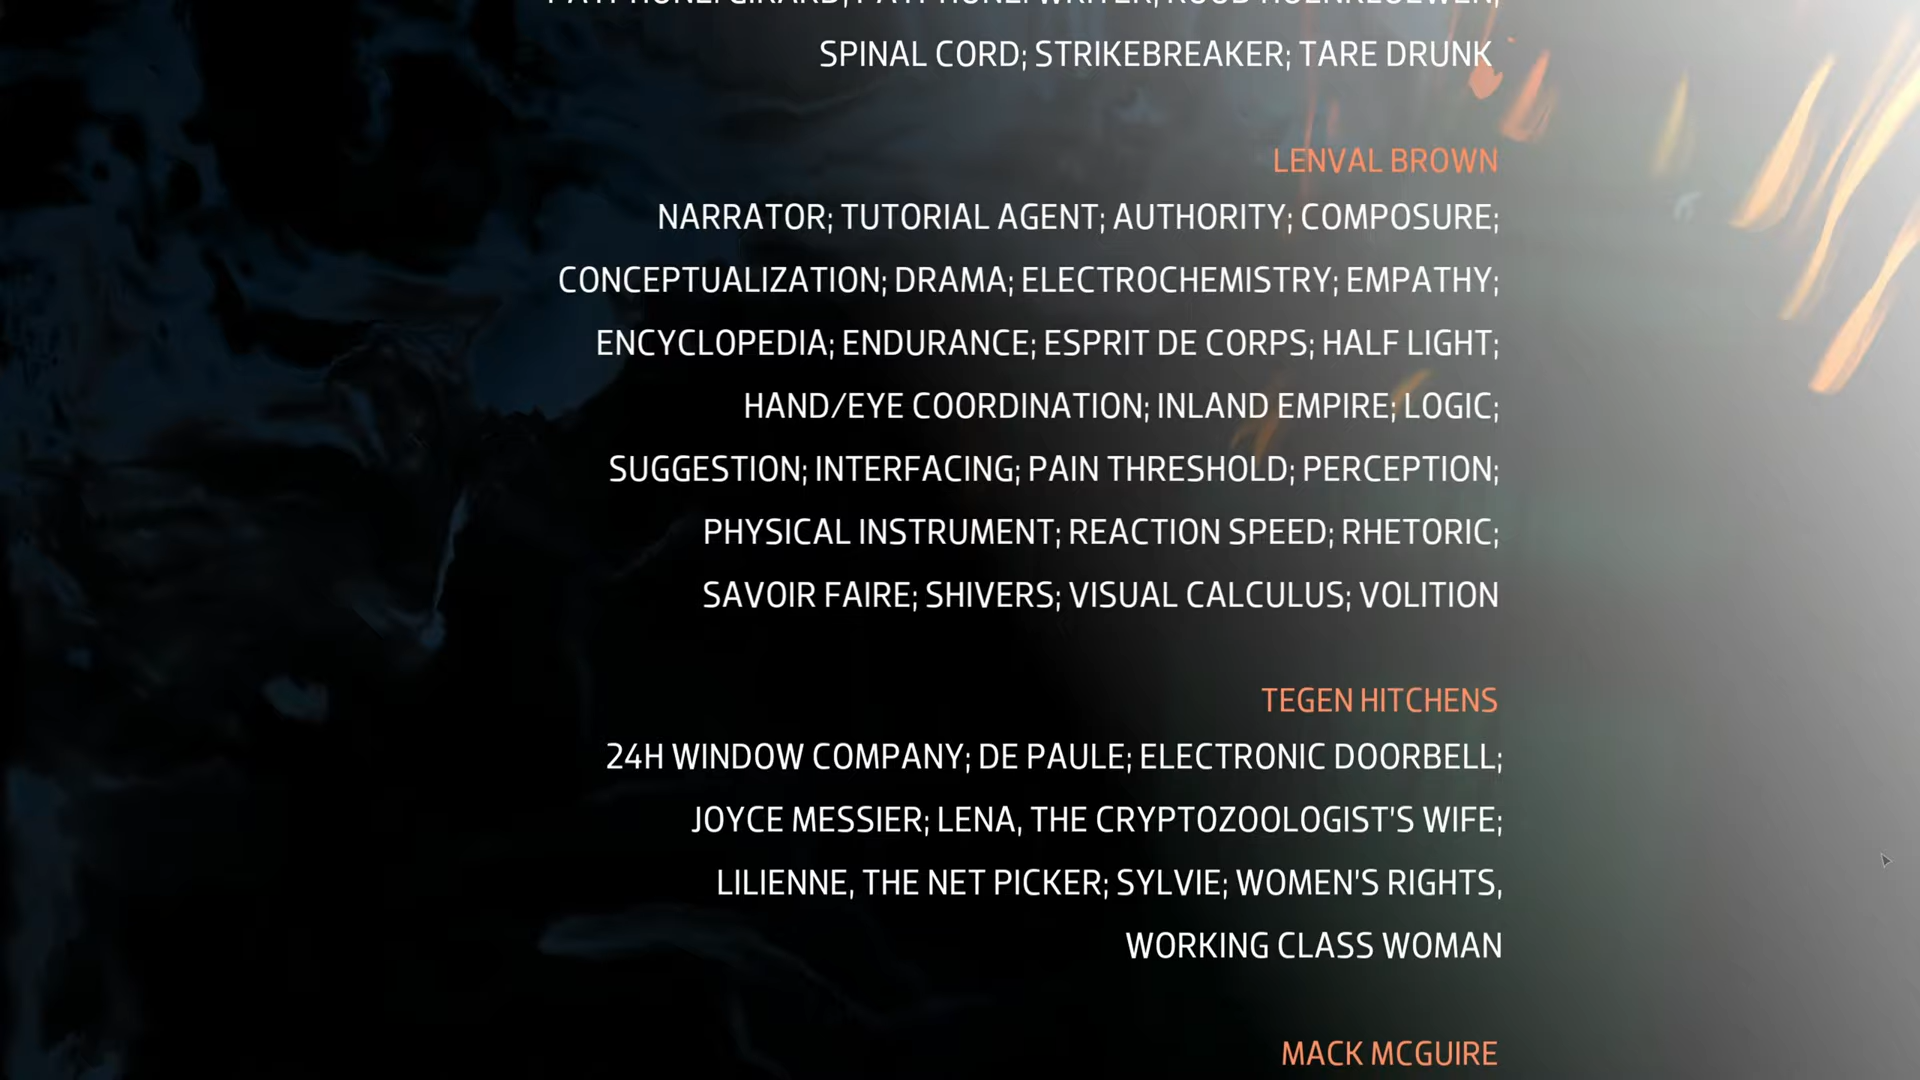 SPINAL CORD; STRIKEBREAKER; TARE DRUNK
LENVAL BROWN
NARRATOR; TUTORIAL AGENT; AUTHORITY; COMPOSURE;
CONCEPTUALIZATION; DRAMA; ELECTROCHEMISTRY; EMPATHY;
ENCYCLOPEDIA; ENDURANCE; ESPRIT DE CORPS; HALF LIGHT;
HAND/EYE COORDINATION; INLAND EMPIRE; LOGIC;
SUGGESTION; INTERFACING; PAIN THRESHOLD; PERCEPTION;
PHYSICAL INSTRUMENT; REACTION SPEED; RHETORIC;
SAVOIR FAIRE; SHIVERS; VISUAL CALCULUS; VOLITION
TEGEN HITCHENS
24H WINDOW COMPANY; DE PAULE; ELECTRONIC DOORBELL;
JOYCE MESSIER; LENA, THE CRYPTOZOOLOGIST'S WIFE;
LILIENNE, THE NET PICKER; SYLVIE; WOMEN'S RIGHTS,
WORKING CLASS WOMAN
MACK MCGUIRE